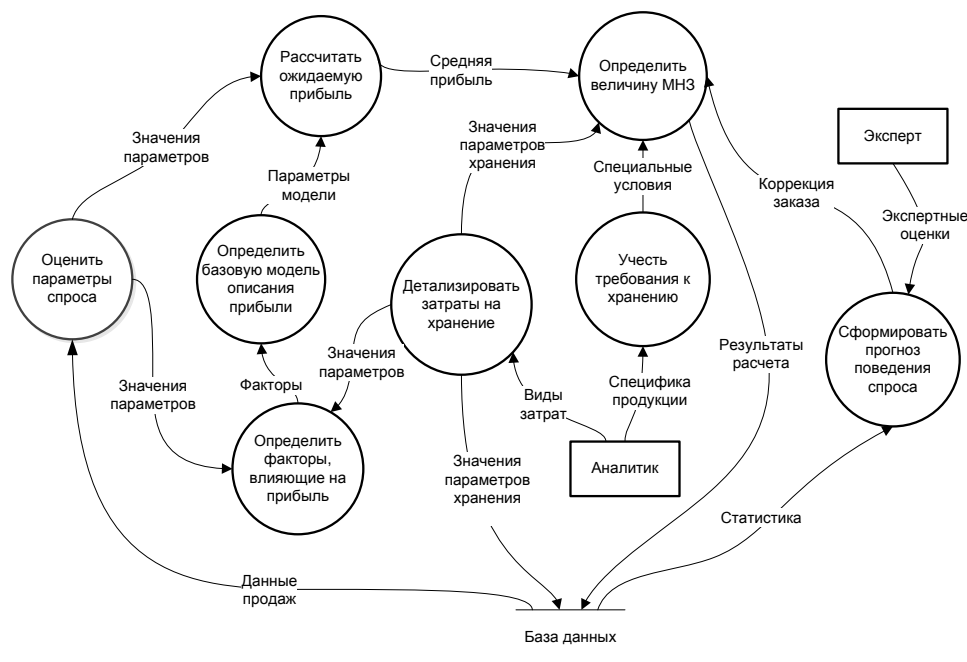 Рассчитать
ожидаемую
прибыль
Средняя
прибыль
Определить
величину МНЗ
Эксперт
Значения
параметров
Значения
параметров
хранения
Параметры
модели
Специальные
условия
Коррекция
заказа
Экспертные
оценки
Оценить
параметры
спроса
Определить
базовую модель
описания
прибыли
Детализировать
затраты на
хранение
Учесть
требования к
хранению
Сформировать
прогноз
поведения
спроса
Результаты
расчета
Значения
параметров
Факторы
Значения
параметров
Виды
затрат
Специфика
продукции
Определить
факторы,
влияющие на
прибыль
Аналитик
Значения
параметров
хранения
Статистика
Данные
продаж
База данных